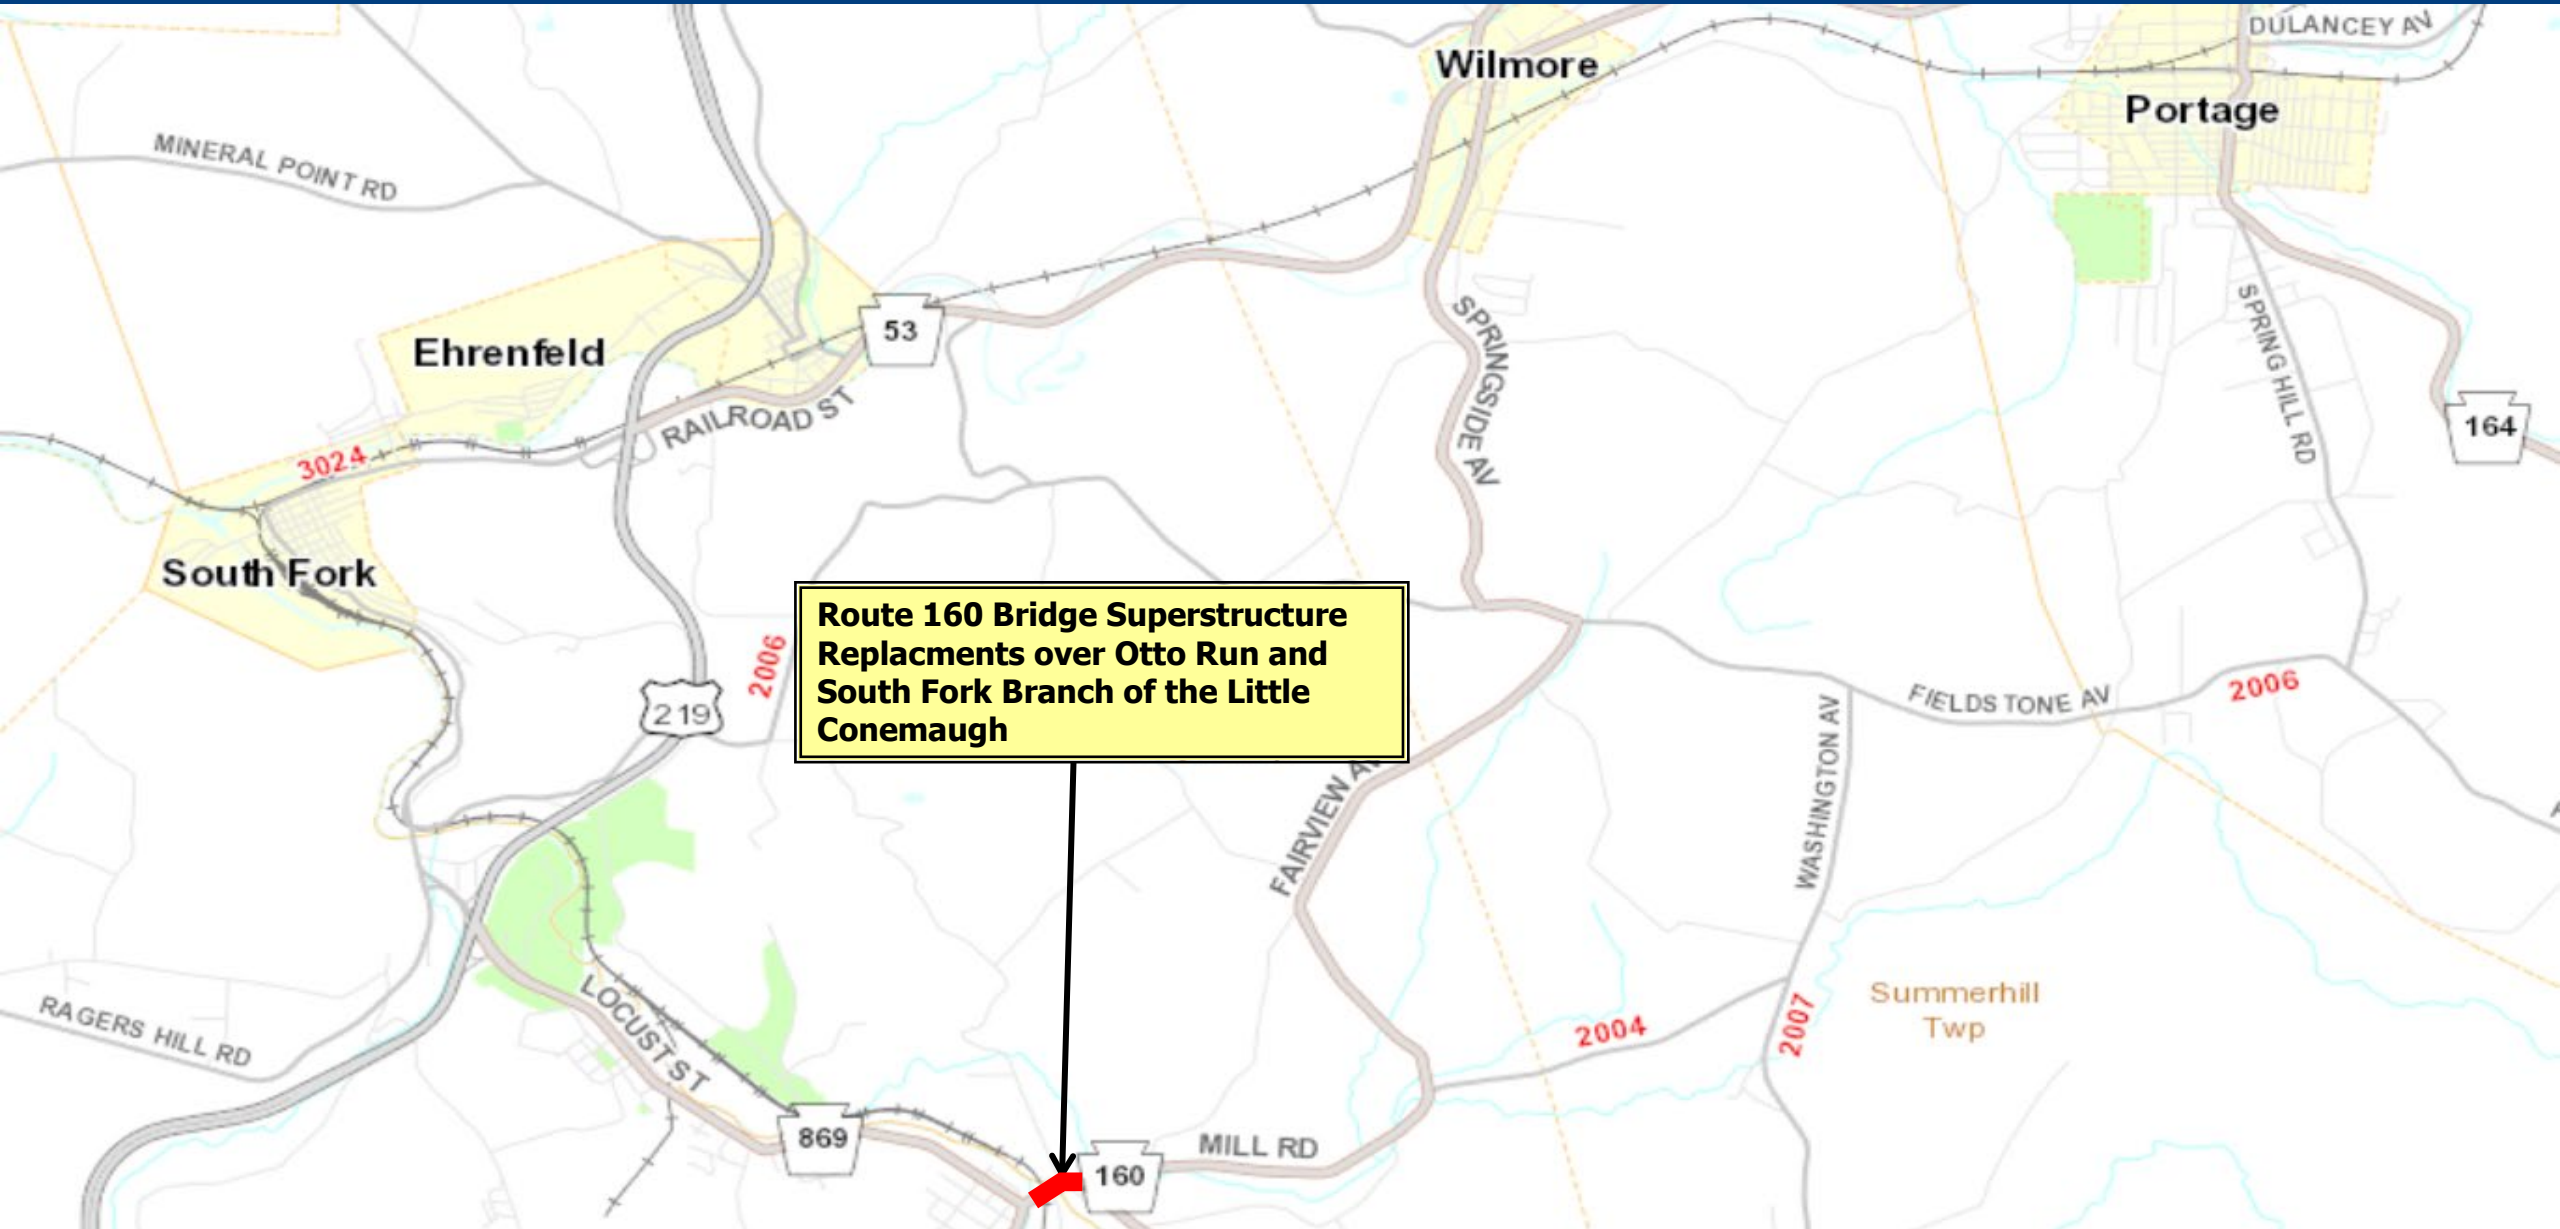 DULANCEY AV
Wilmore
Portage
MINERAL POINT RD
53
Ehrenfeld
SPRINGSIDE AV
SPRING HILL RD
RAILROAD ST
164
3024
South Fork
Route 160 Bridge Superstructure
Replacments over Otto Run and
South Fork Branch of the Little
Conemaugh
2006
219
FIELDSTONE AV
2006
WASHINGTON AV
FAIRVIEW AV
Summerhill
Twp
RAGERS HILL RD
LOCUST ST
2004
2007
869
160
MILL RD